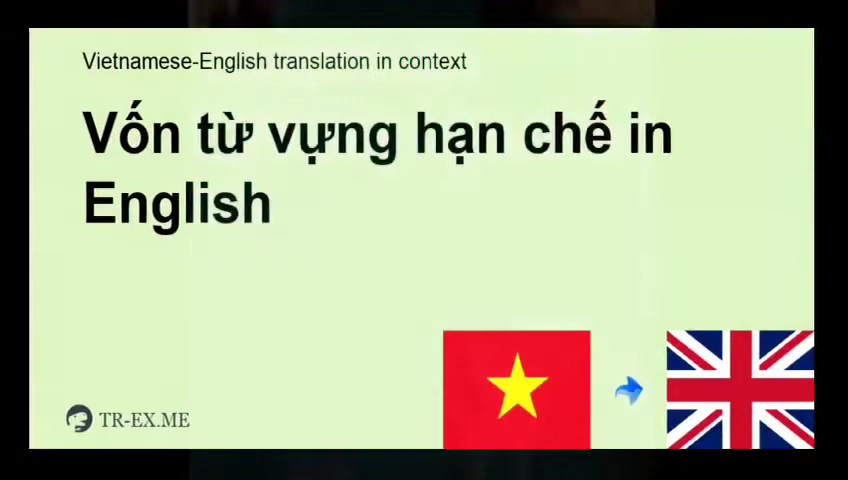 Vietnamese-English translation in context
Vốn từ vựng hạn chế in
English
TR-EX.ME